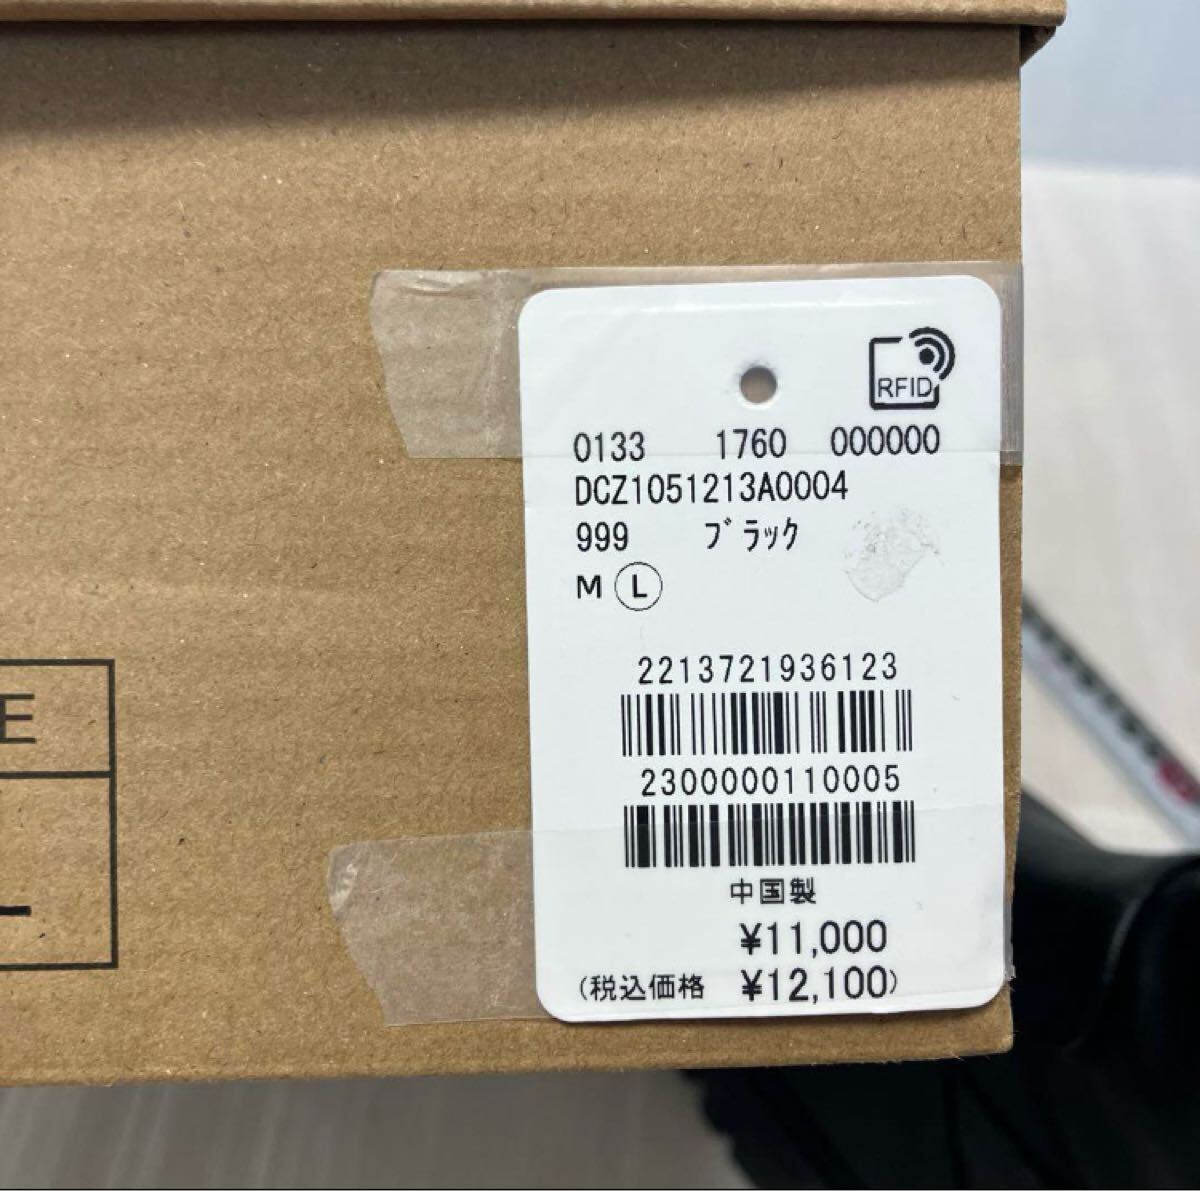 RFID
0133 1760 000000
DCZ1051213A0004
999 ブラック
M L
2213721936123
2300000110005
中国製
¥11,000
(税込価格 ¥12,100)
E
L